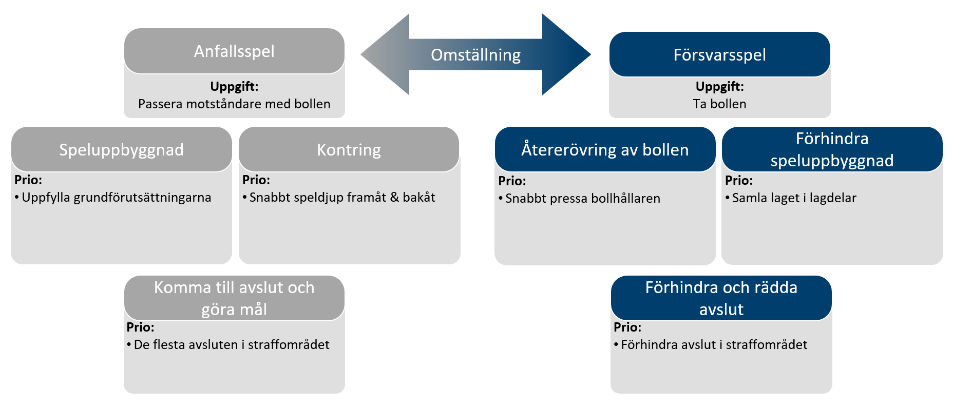 Anfallsspel
Uppgift:
Passera motståndare med bollen
Omställning
Försvarsspel
Uppgift:
Ta bollen
Speluppbyggnad
Prio:
• Uppfylla grundförutsättningarna
Kontring
Prio:
• Snabbt speldjup framåt & bakåt
Återerövring av bollen
Prio:
• Snabbt pressa bollhållaren
Förhindra
speluppbyggnad
Prio:
• Samla laget i lagdelar
Komma till avslut och
göra mål
Prio:
• De flesta avsluten i straffområdet
Förhindra och rädda
avslut
Prio:
• Förhindra avslut i straffområdet